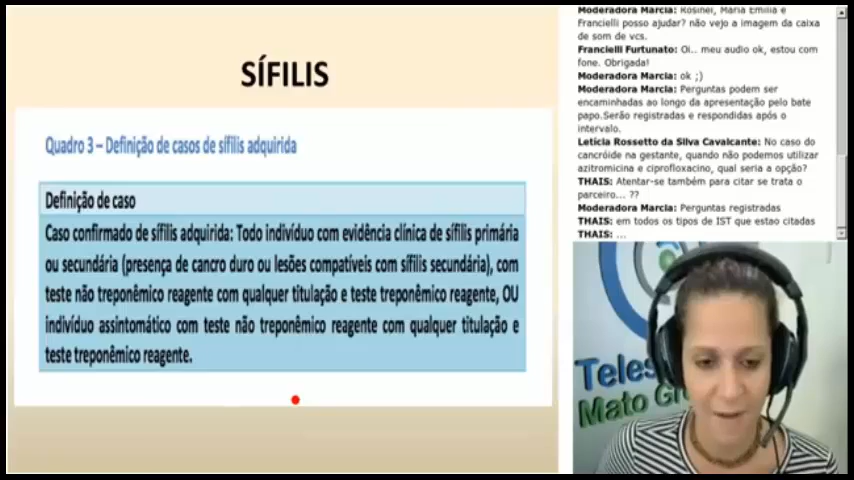 SÍFILIS
Quadro 3 – Definição de casos de sífilis adquirida
Definição de caso
Caso confirmado de sífilis adquirida: Todo indivíduo com evidência clínica de sífilis primária
ou secundária (presença de cancro duro ou lesões compatíveis com sífilis secundária), com
teste não treponêmico reagente com qualquer titulação e teste treponêmico reagente, OU
indivíduo assintomático com teste não treponêmico reagente com qualquer titulação e
teste treponêmico reagente.
Moderadora Marcia: Rosinei, Maria Emilia e
Francielli posso ajudar? não vejo a imagem da caixa
de som de vcs.
Francielli Furtunato: Oi.. meu audio ok, estou com
fone. Obrigada!
Moderadora Marcia: ok ;)
Moderadora Marcia: Perguntas podem ser
encaminhadas ao longo da apresentação pelo bate
papo.Serão registradas e respondidas após o
intervalo.
Letícia Rossetto da Silva Cavalcante: No caso do
cancróide na gestante, quando não podemos utilizar
azitromicina e ciprofloxacino, qual seria a opção?
THAIS: Atentar-se também para citar se trata o
parceiro... ??
Moderadora Marcia: Perguntas registradas
THAIS: em todos os tipos de IST que estao citadas
THAIS: ...
Teles
Mato Gro